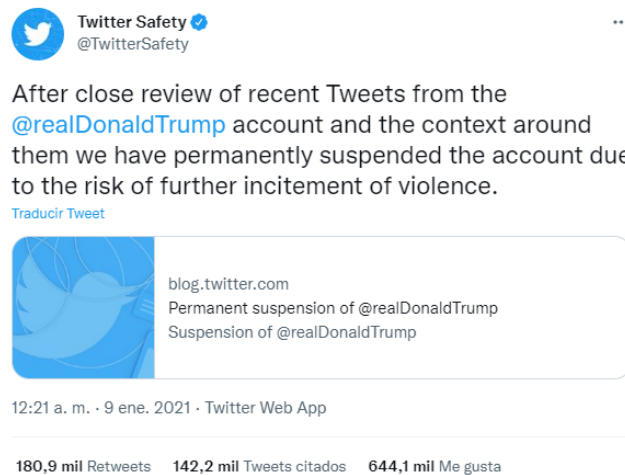 Twitter Safety
@TwitterSafety
After close review of recent Tweets from the
@realDonaldTrump account and the context around
them we have permanently suspended the account due
to the risk of further incitement of violence.
Traducir Tweet
blog.twitter.com
Permanent suspension of @realDonaldTrump
Suspension of @realDonaldTrump
12:21 a. m. · 9 ene. 2021 · Twitter Web App
180,9 mil Retweets 142,2 mil Tweets citados 644,1 mil Me gusta